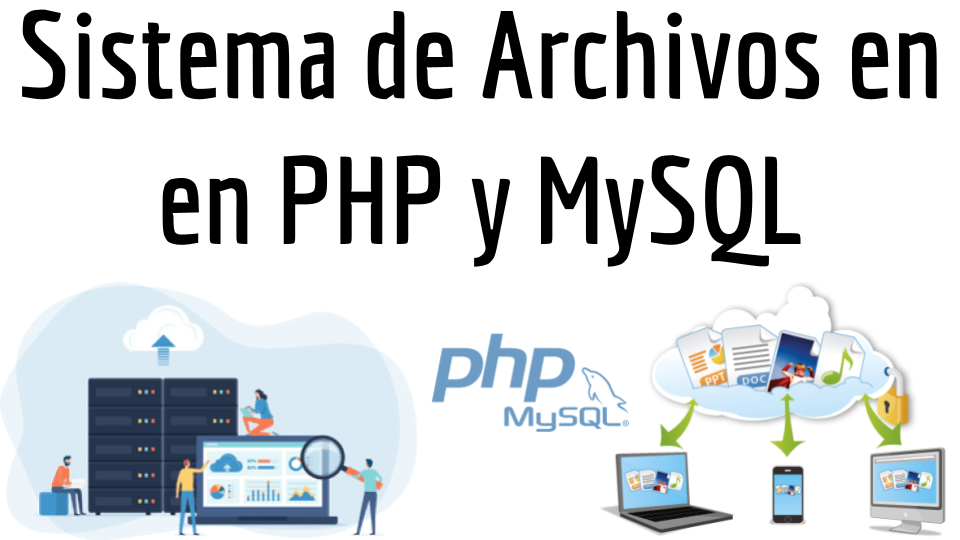 Sistema de Archivos en
en PHP y MySQL
php
MySQL®
PPT
DOC